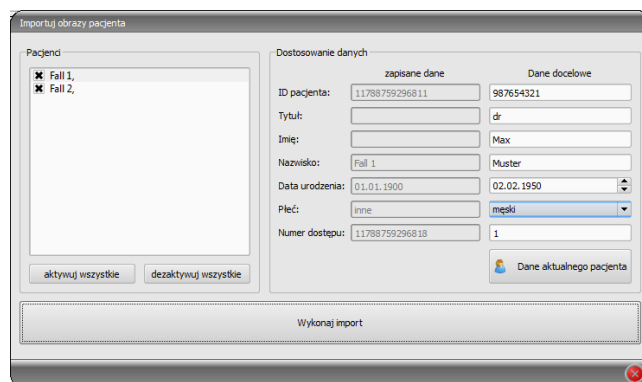 Importuj obrazy pacjenta
Pacjenci
Fall 1,
Fall 2,
aktywuj wszystkie
dezaktywuj wszystkie
Dostosowanie danych
zapisane dane
Dane docelowe
ID pacjenta: 11788759296811 987654321
Tytuł: dr
Imię: Max
Nazwisko: Fall 1 Muster
Data urodzenia: 01.01.1900 02.02.1950
Płeć: inne męski
Numer dostępu: 11788759296818 1
Dane aktualnego pacjenta
Wykonaj import